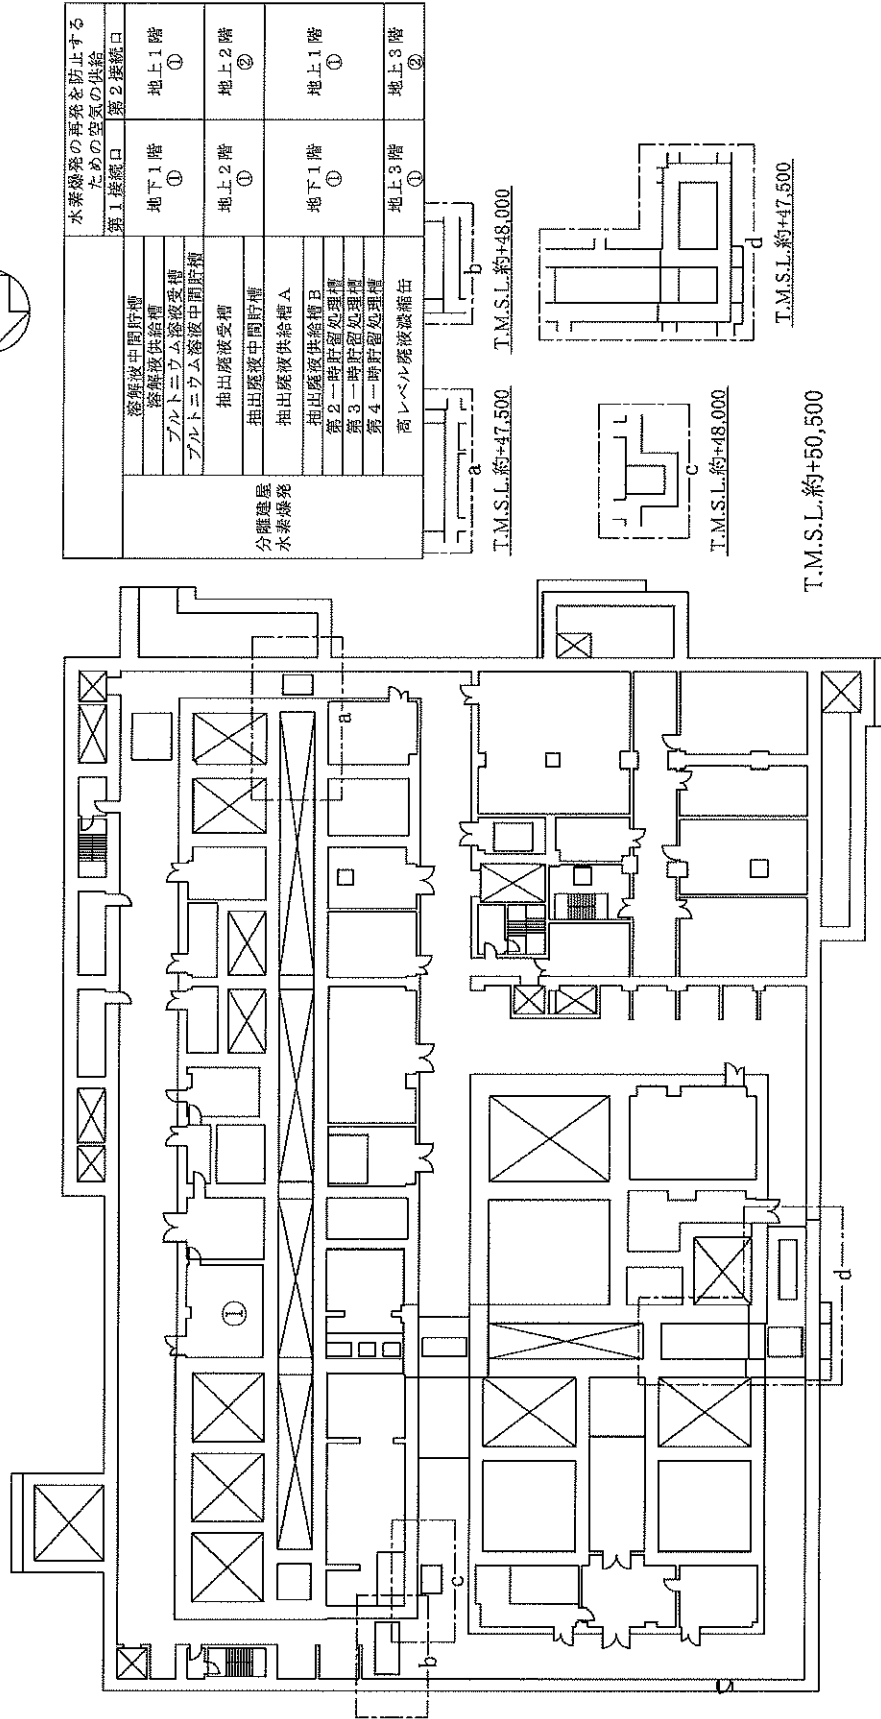 水素爆発の再発を防止する
ための空気の供給
第1接続口 第2接続口
分離建屋
水素爆発
溶解液中間貯槽
溶解液供給槽
プルトニウム溶液受槽
プルトニウム溶液中間貯槽
地下1階
①
地上1階
①
抽出廃液受槽
抽出廃液中間貯槽
地上2階
①
地上2階
②
抽出廃液供給槽A
抽出廃液供給槽B
第2一時貯留処理槽
第3一時貯留処理槽
第4一時貯留処理槽
地下1階
①
地上1階
①
高レベル廃液濃縮缶
地上3階
①
地上3階
②
a
T.M.S.L.約+47,500
b
T.M.S.L.約+48,000
c
T.M.S.L.約+48,000
d
T.M.S.L.約+47,500
T.M.S.L.約+50,500
①
a
b
c
d